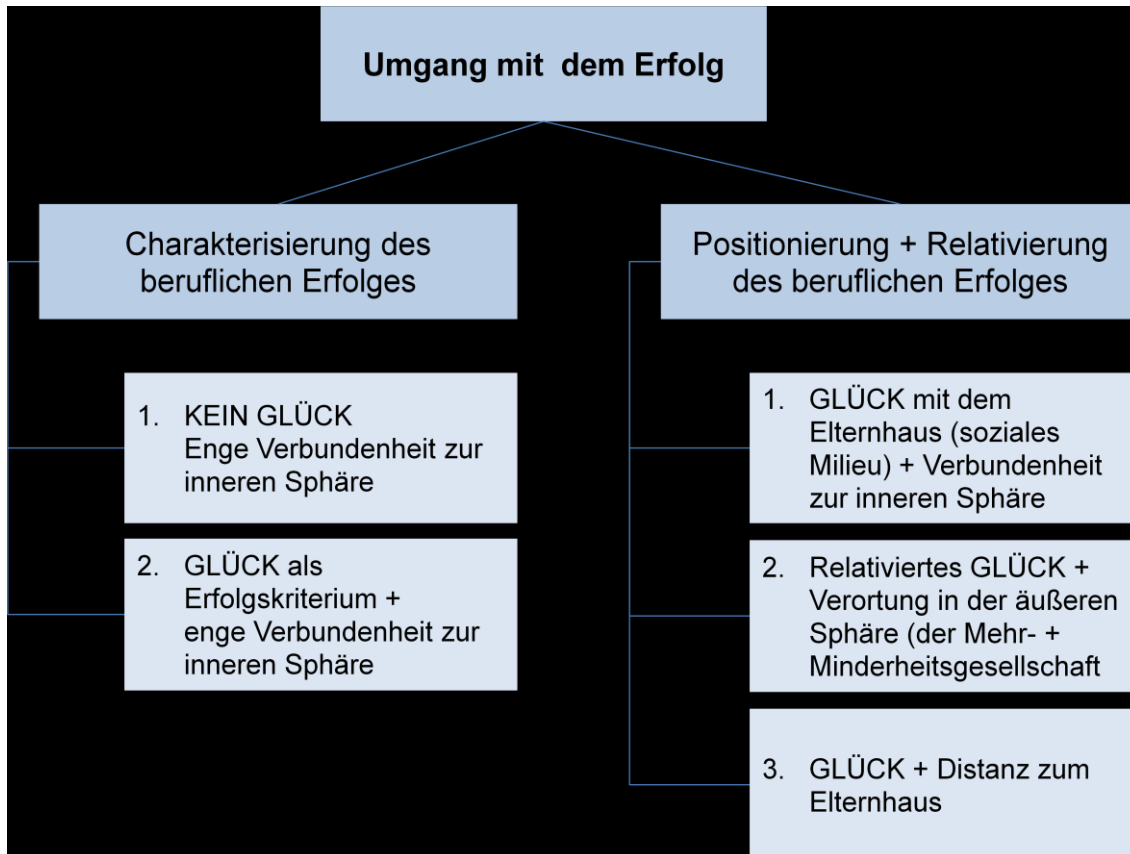 Umgang mit dem Erfolg
Charakterisierung des
beruflichen Erfolges
1. KEIN GLÜCK
Enge Verbundenheit zur
inneren Sphäre
2. GLÜCK als
Erfolgskriterium +
enge Verbundenheit zur
inneren Sphäre
Positionierung + Relativierung
des beruflichen Erfolges
1. GLÜCK mit dem
Elternhaus (soziales
Milieu) + Verbundenheit
zur inneren Sphäre
2. Relativiertes GLÜCK +
Verortung in der äußeren
Sphäre (der Mehr- +
Minderheitsgesellschaft
3. GLÜCK + Distanz zum
Elternhaus